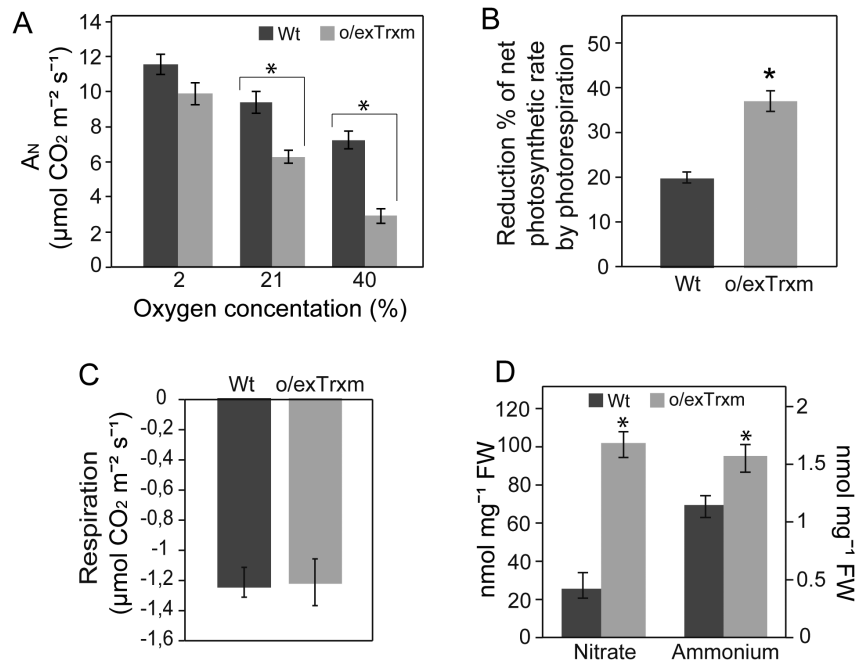 A
14
12
10
8
6
4
2
0
A_N
(µmol CO₂ m⁻² s⁻¹)
Wt
o/exTrxm
*
*
2
21
40
Oxygen concentation (%)
B
50
40
30
20
10
0
Reduction % of net
photosynthetic rate
by photorespiration
*
Wt
o/exTrxm
C
Wt
o/exTrxm
0
-0,2
-0,4
-0,6
-0,8
-1
-1,2
-1,4
-1,6
Respiration
(µmol CO₂ m⁻² s⁻¹)
D
Wt
o/exTrxm
120
100
80
60
40
20
0
nmol mg⁻¹ FW
*
*
2
1.5
1
0.5
0
nmol mg⁻¹ FW
Nitrate
Ammonium